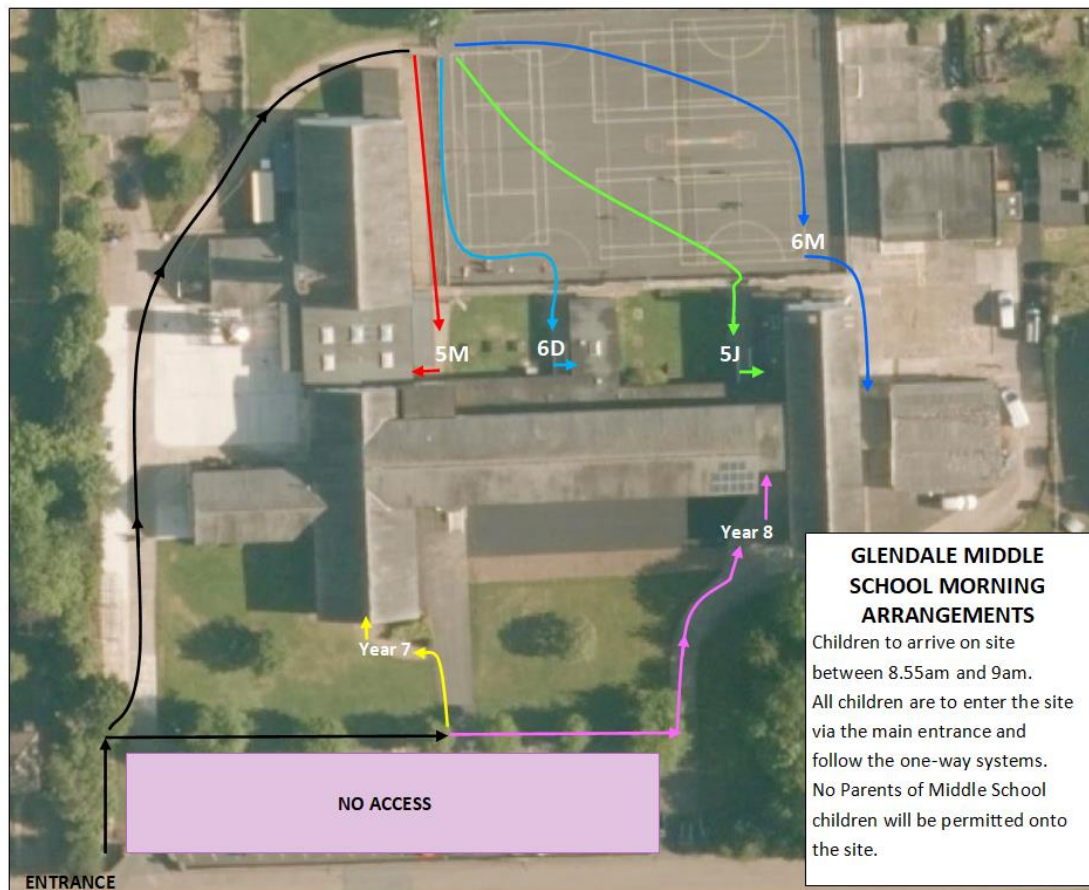 6M
5M
6D
5J
Year 8
Year 7
NO ACCESS
ENTRANCE
GLENDALE MIDDLE
SCHOOL MORNING
ARRANGEMENTS
Children to arrive on site
between 8.55am and 9am.
All children are to enter the site
via the main entrance and
follow the one-way systems.
No Parents of Middle School
children will be permitted onto
the site.